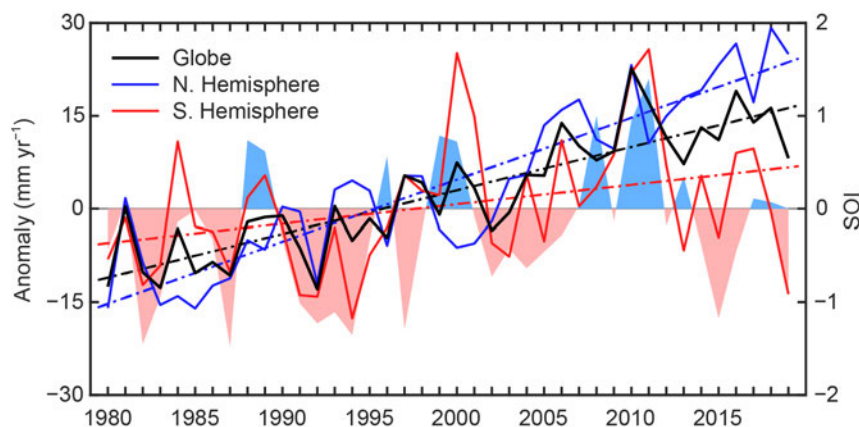 30
15
0
−15
−30
Anomaly (mm yr⁻¹)
Globe
N. Hemisphere
S. Hemisphere
2
1
0
−1
−2
SOI
1980 1985 1990 1995 2000 2005 2010 2015